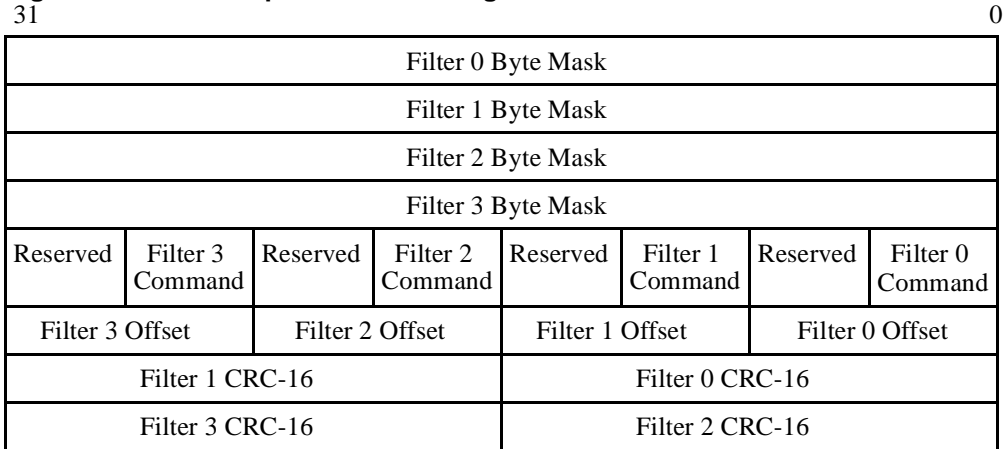 31 0
Filter 0 Byte Mask
Filter 1 Byte Mask
Filter 2 Byte Mask
Filter 3 Byte Mask
Reserved Filter 3 Command Reserved Filter 2 Command Reserved Filter 1 Command Reserved Filter 0 Command
Filter 3 Offset Filter 2 Offset Filter 1 Offset Filter 0 Offset
Filter 1 CRC-16 Filter 0 CRC-16
Filter 3 CRC-16 Filter 2 CRC-16